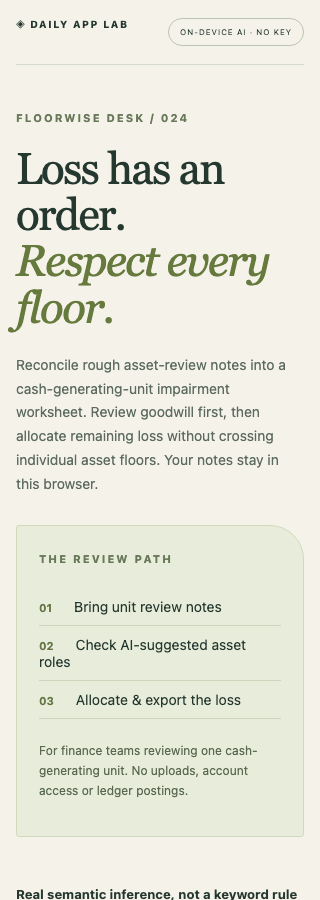 ◈ DAILY APP LAB
ON-DEVICE AI · NO KEY
FLOORWISE DESK / 024
Loss has an
order.
Respect every
floor.
Reconcile rough asset-review notes into a
cash-generating-unit impairment
worksheet. Review goodwill first, then
allocate remaining loss without crossing
individual asset floors. Your notes stay in
this browser.
THE REVIEW PATH
01 Bring unit review notes
02 Check AI-suggested asset
roles
03 Allocate & export the loss
For finance teams reviewing one cash-
generating unit. No uploads, account
access or ledger postings.
Real semantic inference, not a keyword rule